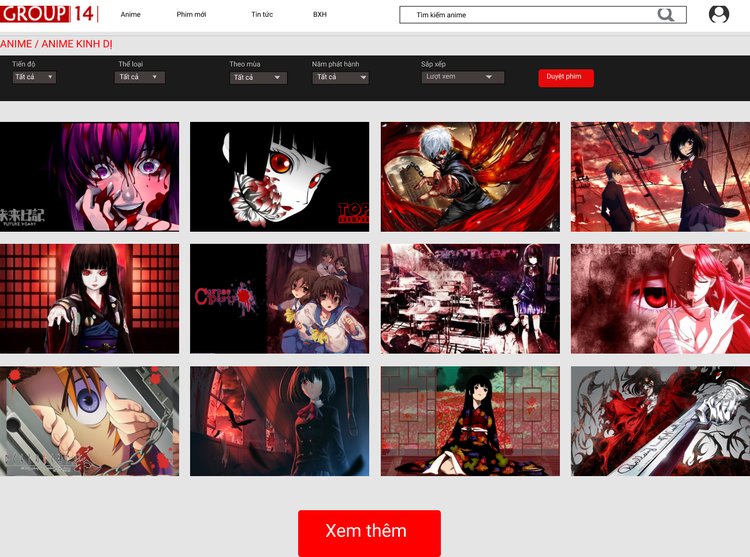 GROUP 14
Anime Phim mới Tin tức BXH Tìm kiếm anime
ANIME / ANIME KINH DỊ
Tiến độ Thể loại Theo mùa Năm phát hành Sắp xếp
Tất cả Tất cả Tất cả Tất cả Lượt xem Duyệt phim
未来日記
FUTURE DIARY
TOP
Corpse
Party
Another
Xem thêm